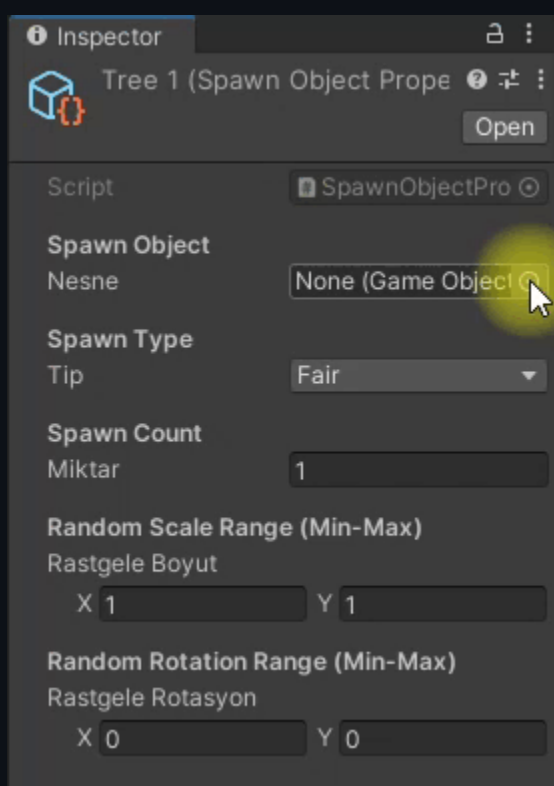 Inspector
Tree 1 (Spawn Object Prope
Open
Script SpawnObjectPro
Spawn Object
Nesne None (Game Object
Spawn Type
Tip Fair
Spawn Count
Miktar 1
Random Scale Range (Min-Max)
Rastgele Boyut
X 1 Y 1
Random Rotation Range (Min-Max)
Rastgele Rotasyon
X 0 Y 0